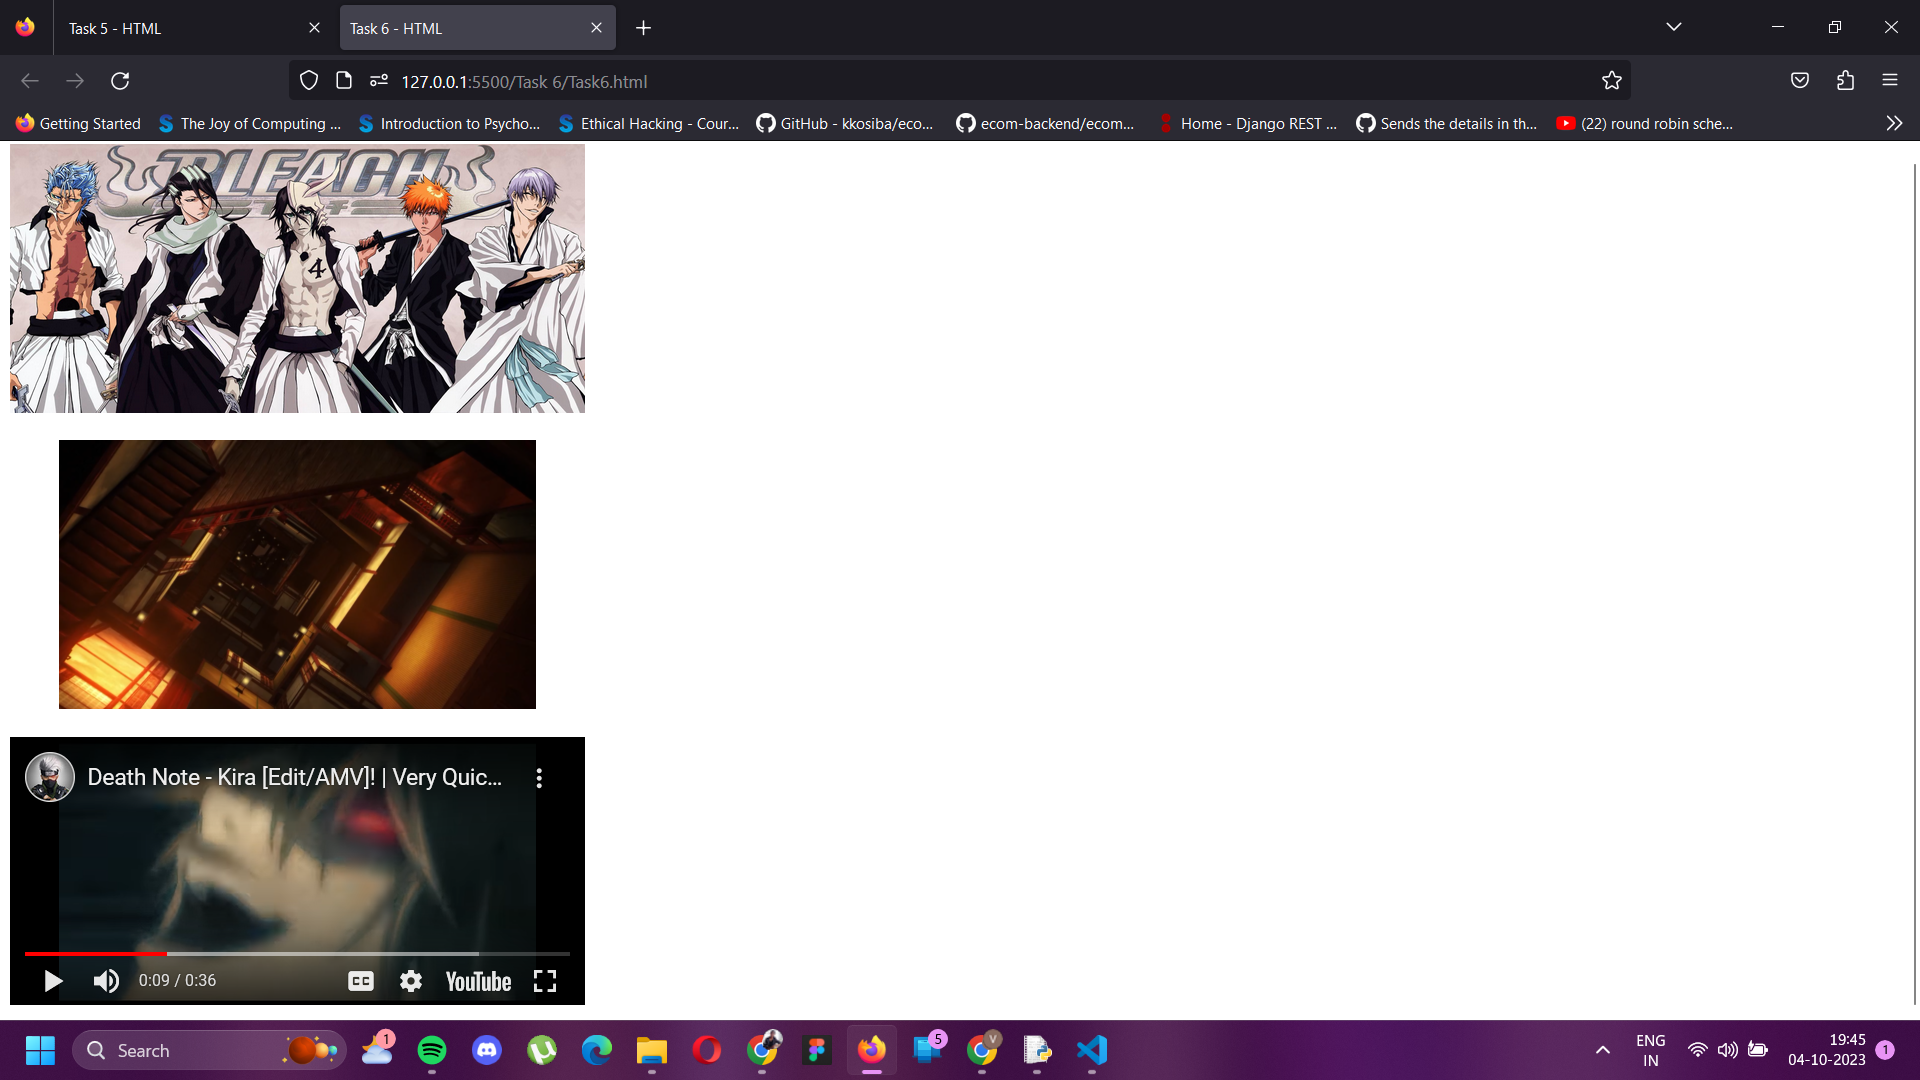 Task 5 - HTML
Task 6 - HTML
127.0.0.1:5500/Task 6/Task6.html
Getting Started
The Joy of Computing ...
Introduction to Psycho...
Ethical Hacking - Cour...
GitHub - kkosiba/eco...
ecom-backend/ecom...
Home - Django REST ...
Sends the details in th...
(22) round robin sche...
BLEACH
4
Death Note - Kira [Edit/AMV]! | Very Quic...
0:09 / 0:36
CC
YouTube
Search
1
5
V
ENG
IN
19:45
04-10-2023
1